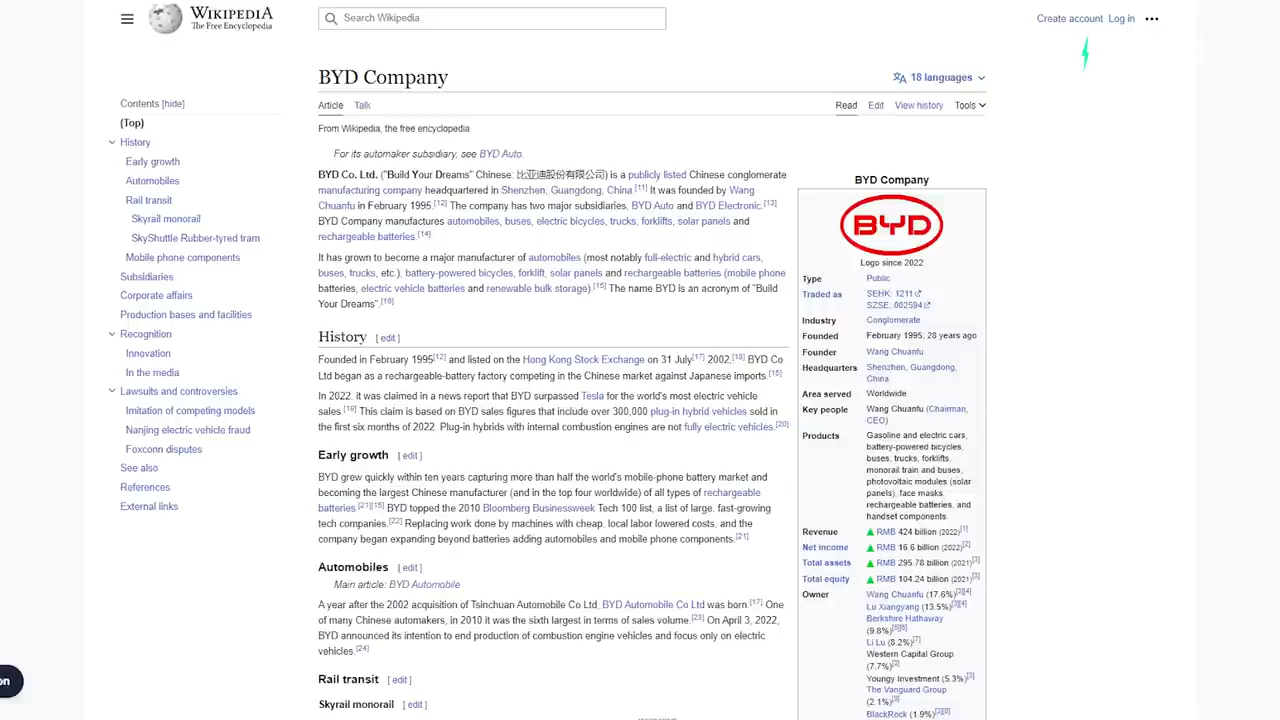 WIKIPEDIA
The Free Encyclopedia
Search Wikipedia
Create account Log in
BYD Company
18 languages
Article Talk
Read Edit View history Tools
From Wikipedia, the free encyclopedia
For its automaker subsidiary, see BYD Auto.
Contents [hide]
(Top)
History
Early growth
Automobiles
Rail transit
Skyrail monorail
SkyShuttle Rubber-tyred tram
Mobile phone components
Subsidiaries
Corporate affairs
Production bases and facilities
Recognition
Innovation
In the media
Lawsuits and controversies
Imitation of competing models
Nanjing electric vehicle fraud
Foxconn disputes
See also
References
External links
on
BYD Co. Ltd. ("Build Your Dreams" Chinese: 比亚迪股份有限公司) is a publicly listed Chinese conglomerate
manufacturing company headquartered in Shenzhen, Guangdong, China.[11] It was founded by Wang
Chuanfu in February 1995.[12] The company has two major subsidiaries, BYD Auto and BYD Electronic.[13]
BYD Company manufactures automobiles, buses, electric bicycles, trucks, forklifts, solar panels and
rechargeable batteries.[14]
It has grown to become a major manufacturer of automobiles (most notably full-electric and hybrid cars,
buses, trucks, etc.), battery-powered bicycles, forklift, solar panels and rechargeable batteries (mobile phone
batteries, electric vehicle batteries and renewable bulk storage).[15] The name BYD is an acronym of "Build
Your Dreams".[16]
History [ edit ]
Founded in February 1995[12] and listed on the Hong Kong Stock Exchange on 31 July[17] 2002,[18] BYD Co
Ltd began as a rechargeable-battery factory competing in the Chinese market against Japanese imports.[15]
In 2022, it was claimed in a news report that BYD surpassed Tesla for the world's most electric vehicle
sales.[19] This claim is based on BYD sales figures that include over 300,000 plug-in hybrid vehicles sold in
the first six months of 2022. Plug-in hybrids with internal combustion engines are not fully electric vehicles.[20]
Early growth [ edit ]
BYD grew quickly within ten years capturing more than half the world's mobile-phone battery market and
becoming the largest Chinese manufacturer (and in the top four worldwide) of all types of rechargeable
batteries.[21][15] BYD topped the 2010 Bloomberg Businessweek Tech 100 list, a list of large, fast-growing
tech companies.[22] Replacing work done by machines with cheap, local labor lowered costs, and the
company began expanding beyond batteries adding automobiles and mobile phone components.[21]
Automobiles [ edit ]
Main article: BYD Automobile
A year after the 2002 acquisition of Tsinchuan Automobile Co Ltd, BYD Automobile Co Ltd was born.[17] One
of many Chinese automakers, in 2010 it was the sixth largest in terms of sales volume.[23] On April 3, 2022,
BYD announced its intention to end production of combustion engine vehicles and focus only on electric
vehicles.[24]
Rail transit [ edit ]
Skyrail monorail [ edit ]
BYD Company
BYD
Logo since 2022
Type Public
Traded as SEHK: 1211
SZSE: 002594
Industry Conglomerate
Founded February 1995; 28 years ago
Founder Wang Chuanfu
Headquarters Shenzhen, Guangdong,
China
Area served Worldwide
Key people Wang Chuanfu (Chairman,
CEO)
Products Gasoline and electric cars,
battery-powered bicycles,
buses, trucks, forklifts,
monorail train and buses,
photovoltaic modules (solar
panels), face masks,
rechargeable batteries, and
handset components.
Revenue ▲ RMB 424 billion (2022)[1]
Net income ▲ RMB 16.6 billion (2022)[2]
Total assets ▲ RMB 295.78 billion (2021)[3]
Total equity ▲ RMB 104.24 billion (2021)[3]
Owner Wang Chuanfu (17.6%)[3][4]
Lu Xiangyang (13.5%)[3][4]
Berkshire Hathaway
(9.8%)[5][6]
Li Lu (8.2%)[7]
Western Capital Group
(7.7%)[3]
Youngy Investment (5.3%)[3]
The Vanguard Group
(2.1%)[3]
BlackRock (1.9%)[3][8]